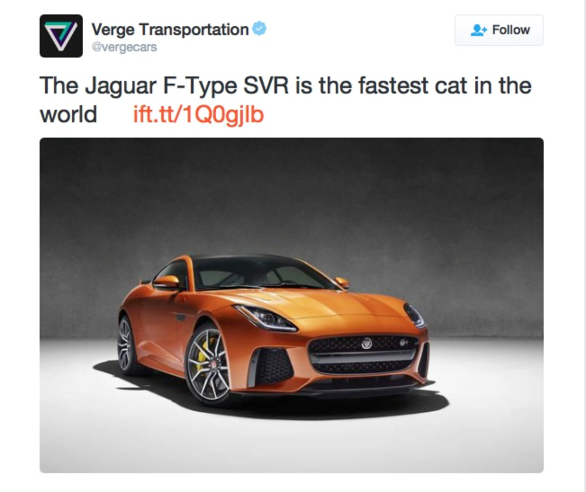 Verge Transportation
@vergecars
Follow
The Jaguar F-Type SVR is the fastest cat in the
world ift.tt/1Q0gjlb